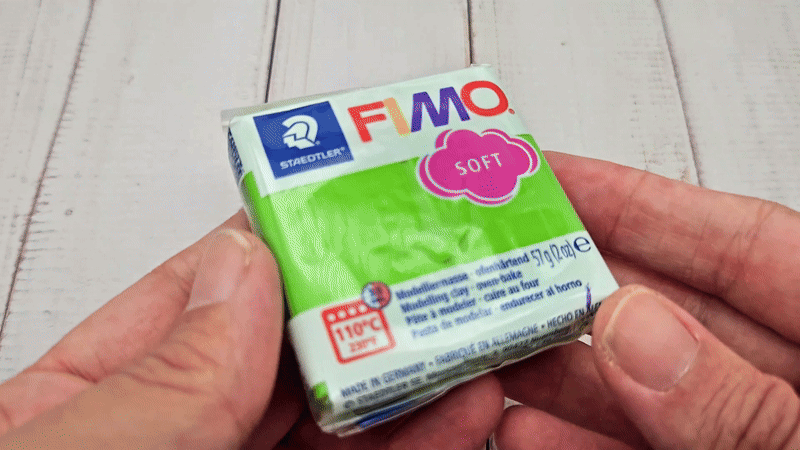 STAEDTLER®
FIMO®
SOFT
57g (2 oz) ℮
Modelliermasse - ofenhärtend
Modelling clay - oven-bake
Pâte à modeler - cuire au four
Pasta de modelar - endurecer al horno
110°C
230°F
MADE IN GERMANY • FABRIQUÉ EN ALLEMAGNE • HECHO EN
© STAEDTLER